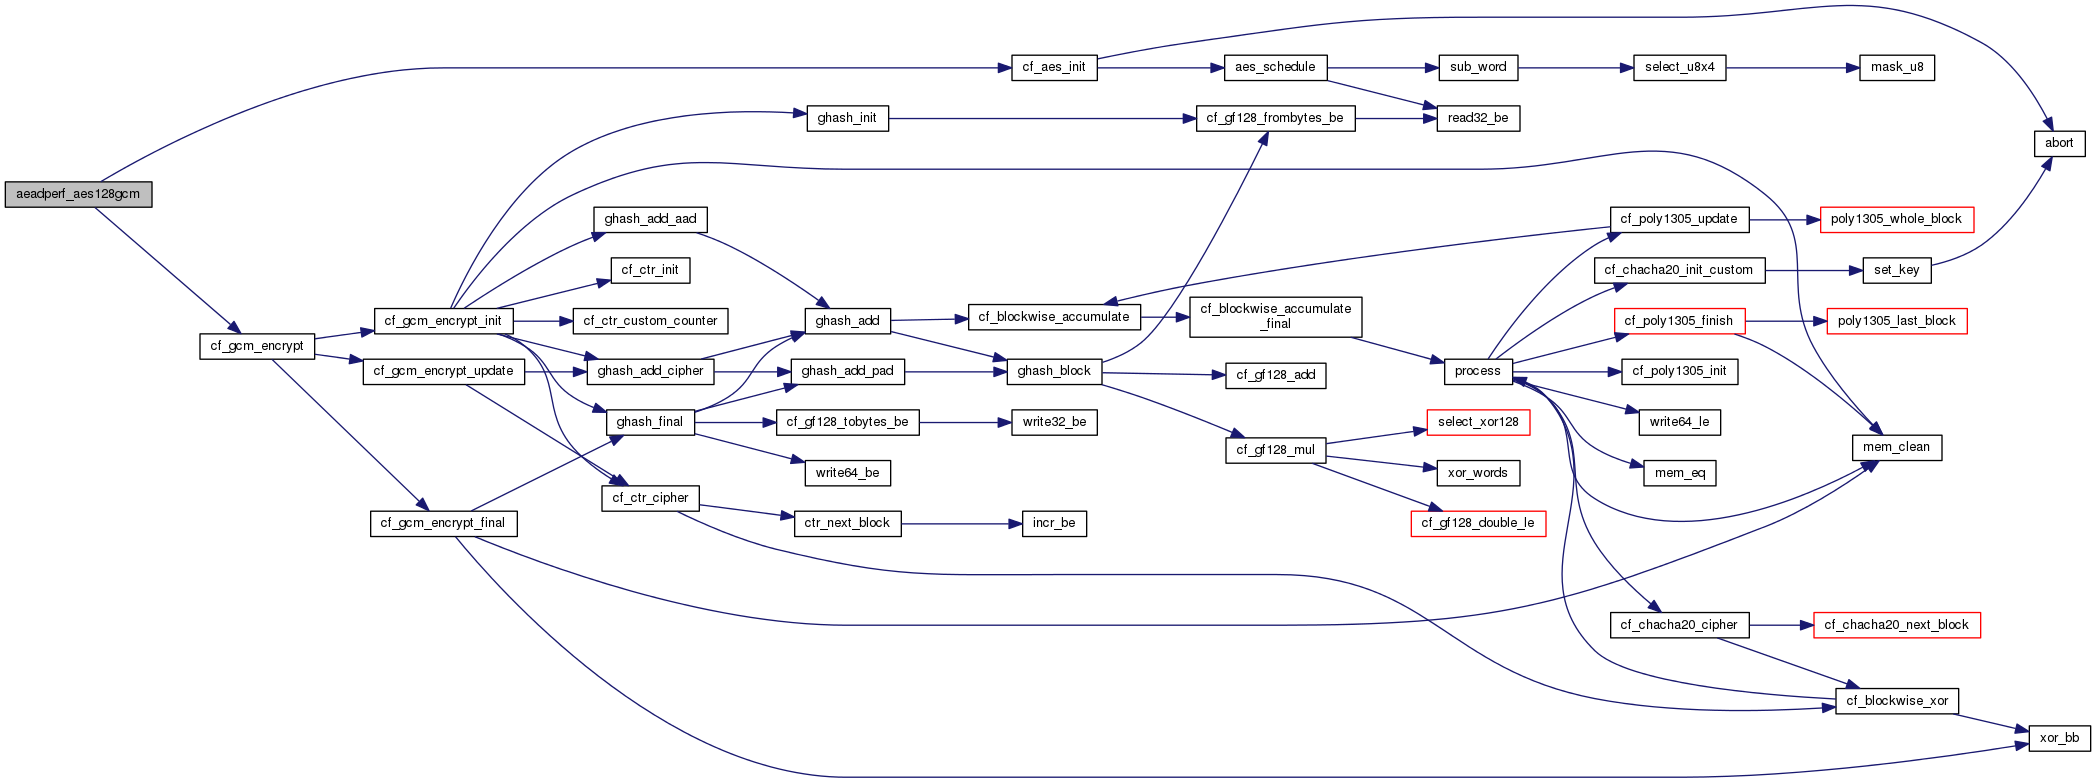 aeadperf_aes128gcm
cf_aes_init
aes_schedule
sub_word
select_u8x4
mask_u8
ghash_init
cf_gf128_frombytes_be
read32_be
abort
ghash_add_aad
cf_poly1305_update
poly1305_whole_block
cf_ctr_init
cf_chacha20_init_custom
set_key
cf_gcm_encrypt
cf_gcm_encrypt_init
cf_ctr_custom_counter
ghash_add
cf_blockwise_accumulate
cf_blockwise_accumulate
_final
cf_poly1305_finish
poly1305_last_block
cf_gcm_encrypt_update
ghash_add_cipher
ghash_add_pad
ghash_block
cf_gf128_add
process
cf_poly1305_init
ghash_final
cf_gf128_tobytes_be
write32_be
select_xor128
write64_le
cf_gf128_mul
mem_clean
write64_be
xor_words
mem_eq
cf_ctr_cipher
cf_gcm_encrypt_final
ctr_next_block
incr_be
cf_gf128_double_le
cf_chacha20_cipher
cf_chacha20_next_block
cf_blockwise_xor
xor_bb